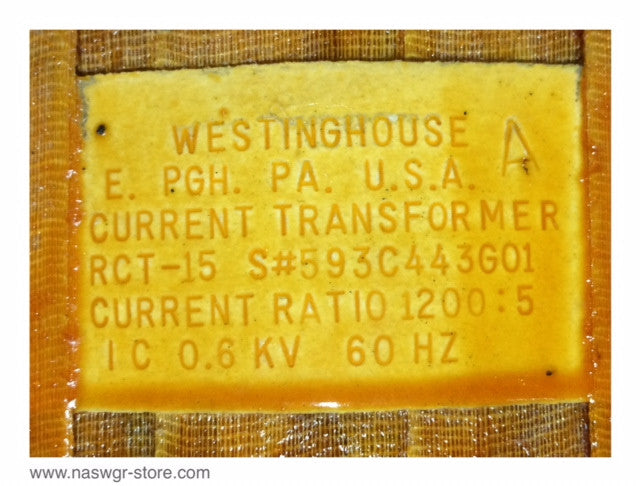 WESTINGHOUSE A
E. PGH. PA. U.S.A.
CURRENT TRANSFORMER
RCT-15 S#593C443G01
CURRENT RATIO 1200:5
IC 0.6 KV 60 HZ
www.naswgr-store.com